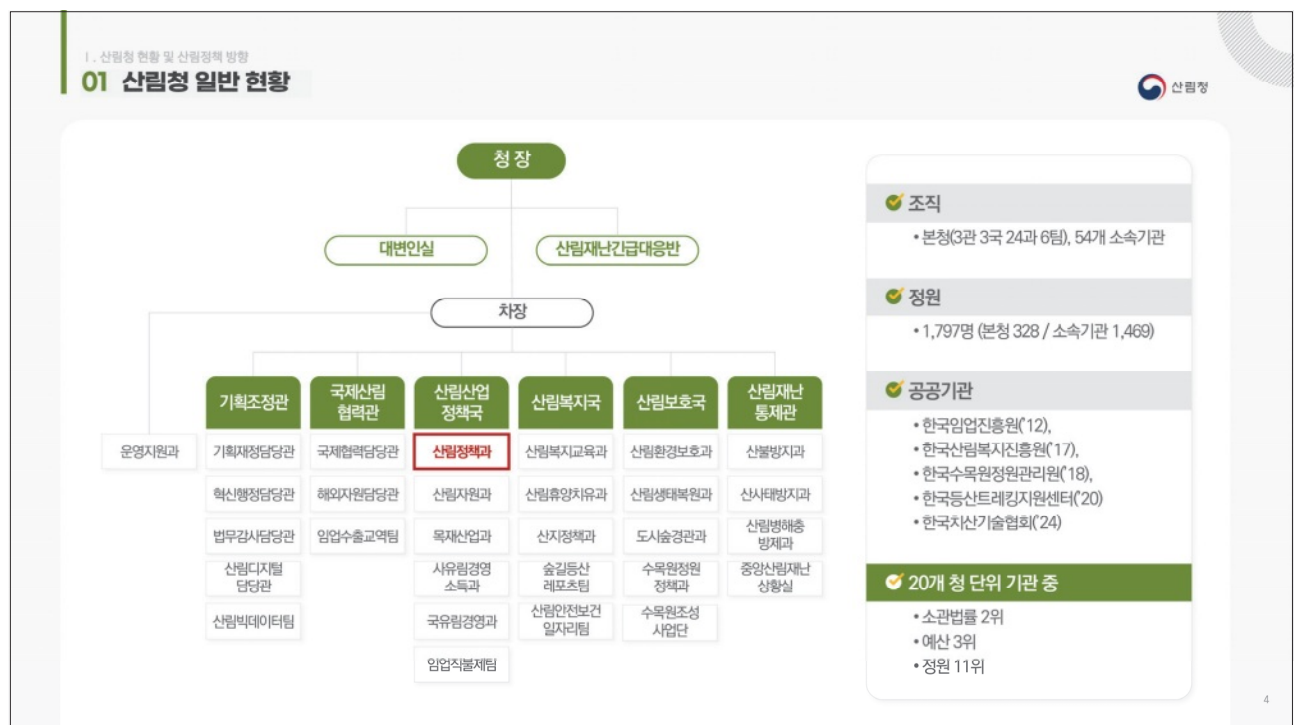 Ⅰ. 산림청 현황 및 산림정책 방향
01 산림청 일반 현황
산림청
청장
대변인실
산림재난긴급대응반
차장
기획조정관
국제산림
협력관
산림산업
정책국
산림복지국
산림보호국
산림재난
통제관
운영지원과
기획재정담당관
국제협력담당관
산림정책과
산림복지교육과
산림환경보호과
산불방지과
혁신행정담당관
해외자원담당관
산림자원과
산림휴양치유과
산림생태복원과
산사태방지과
법무감사담당관
임업수출교역팀
목재산업과
산지정책과
도시숲경관과
산림병해충
방제과
산림디지털
담당관
사유림경영
소득과
숲길등산
레포츠팀
수목원정원
정책과
중앙산림재난
상황실
산림빅데이터팀
국유림경영과
산림안전보건
일자리팀
수목원조성
사업단
임업직불제팀
조직
• 본청(3관 3국 24과 6팀), 54개 소속기관
정원
• 1,797명 (본청 328 / 소속기관 1,469)
공공기관
• 한국임업진흥원('12),
• 한국산림복지진흥원('17),
• 한국수목원정원관리원('18),
• 한국등산트레킹지원센터('20)
• 한국치산기술협회('24)
20개 청 단위 기관 중
• 소관법률 2위
• 예산 3위
• 정원 11위
4